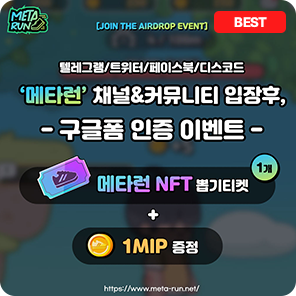 META RUN
[JOIN THE AIRDROP EVENT]
BEST
텔레그램/트위터/페이스북/디스코드
‘메타런’ 채널&커뮤니티 입장후,
- 구글폼 인증 이벤트 -
메타런 NFT 뽑기티켓
1개
+
1MIP 증정
https://www.meta-run.net/